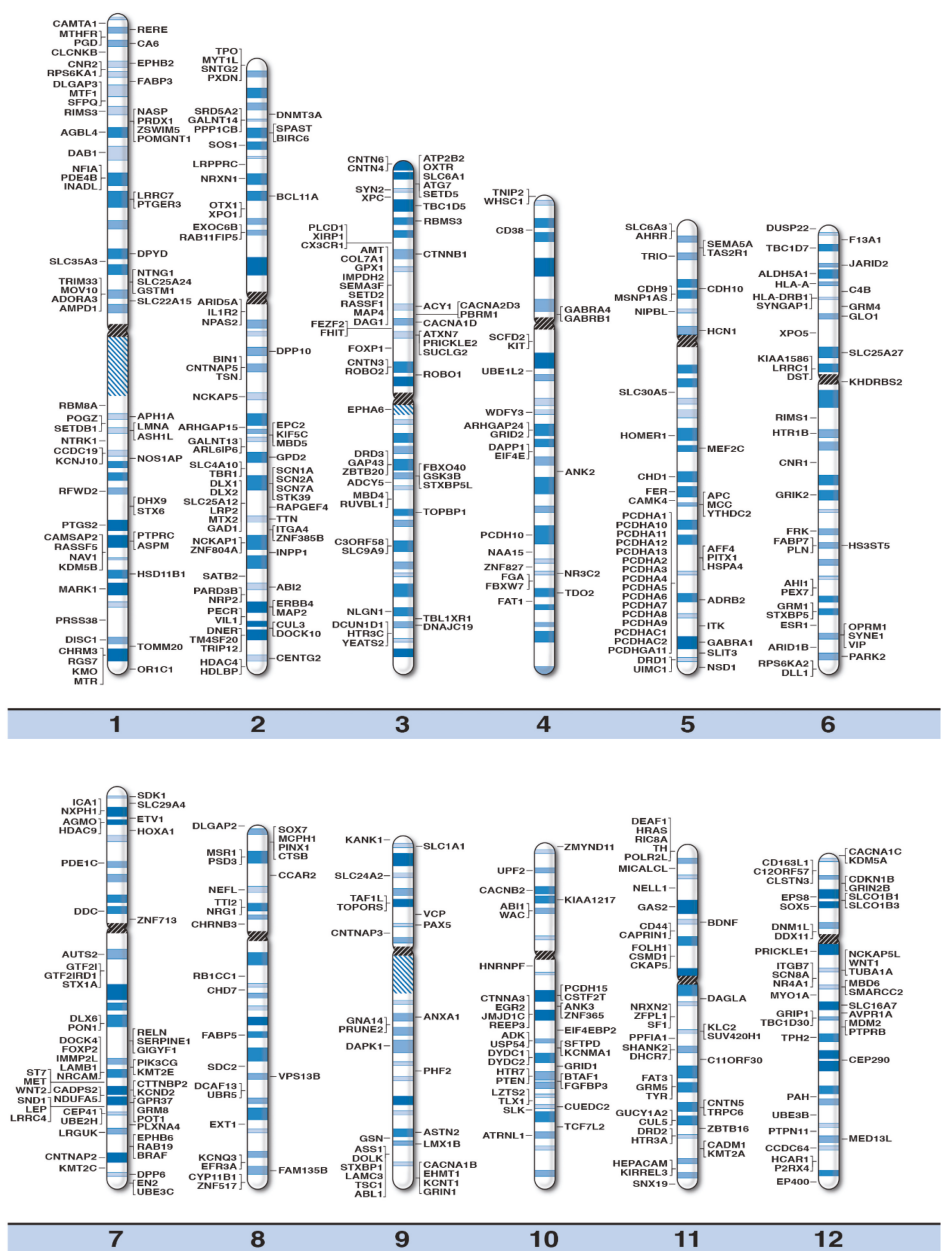 CAMTA1
MTHFR
PGD
CLCNKB
CNR2
RPS6KA1
DLGAP3
MTF1
SFPQ
RIMS3
AGBL4
DAB1
NFIA
PDE4B
INADL
SLC35A3
TRIM33
MOV10
ADORA3
AMPD1
RBM8A
POGZ
SETDB1
NTRK1
CCDC19
KCNJ10
RFWD2
PTGS2
CAMSAP2
RASSF5
NAV1
KDM5B
MARK1
PRSS38
DISC1
CHRM3
RGS7
KMO
MTR
RERE
CA6
EPHB2
FABP3
NASP
PRDX1
ZSWIM5
POMGNT1
LRRC7
PTGER3
DPYD
NTNG1
SLC25A24
GSTM1
SLC22A15
APH1A
LMNA
ASH1L
NOS1AP
DHX9
STX6
PTPRC
ASPM
HSD11B1
TOMM20
OR1C1
TPO
MYT1L
SNTG2
PXDN
SRD5A2
GALNT14
PPP1CB
SOS1
LRPPRC
NRXN1
OTX1
XPO1
EXOC6B
RAB11FIP5
ARID5A
IL1R2
NPAS2
BIN1
CNTNAP5
TSN
NCKAP5
ARHGAP15
GALNT13
ARL6IP6
SLC4A10
TBR1
DLX1
DLX2
SLC25A12
LRP2
MTX2
GAD1
NCKAP1
ZNF804A
SATB2
PARD3B
NRP2
PECR
VIL1
DNER
TM4SF20
TRIP12
HDAC4
HDLBP
DNMT3A
SPAST
BIRC6
BCL11A
DPP10
EPC2
KIF5C
MBD5
GPD2
SCN1A
SCN2A
SCN7A
STK39
RAPGEF4
TTN
ITGA4
ZNF385B
INPP1
ABI2
ERBB4
MAP2
CUL3
DOCK10
CENTG2
CNTN6
CNTN4
SYN2
XPC
PLCD1
XIRP1
CX3CR1
AMT
COL7A1
GPX1
IMPDH2
SEMA3F
SETD2
RASSF1
MAP4
DAG1
FEZF2
FHIT
FOXP1
CNTN3
ROBO2
EPHA6
DRD3
GAP43
ZBTB20
ADCY5
MBD4
RUVBL1
C3ORF58
SLC9A9
NLGN1
DCUN1D1
HTR3C
YEATS2
ATP2B2
OXTR
SLC6A1
ATG7
SETD5
TBC1D5
RBMS3
CTNNB1
ACY1
CACNA2D3
PBRM1
CACNA1D
ATXN7
PRICKLE2
SUCLG2
ROBO1
FBXO40
GSK3B
STXBP5L
TOPBP1
TBL1XR1
DNAJC19
TNIP2
WHSC1
CD38
SCFD2
KIT
UBE1L2
WDFY3
ARHGAP24
GRID2
DAPP1
EIF4E
PCDH10
NAA15
ZNF827
FGA
FBXW7
FAT1
GABRA4
GABRB1
ANK2
NR3C2
TDO2
SLC6A3
AHRR
TRIO
CDH9
MSNP1AS
NIPBL
SLC30A5
HOMER1
CHD1
FER
CAMK4
PCDHA1
PCDHA10
PCDHA11
PCDHA12
PCDHA13
PCDHA2
PCDHA3
PCDHA4
PCDHA5
PCDHA6
PCDHA7
PCDHA8
PCDHA9
PCDHAC1
PCDHAC2
PCDHGA11
DRD1
UIMC1
SEMA5A
TAS2R1
CDH10
HCN1
MEF2C
APC
MCC
YTHDC2
AFF4
PITX1
HSPA4
ADRB2
ITK
GABRA1
SLIT3
NSD1
DUSP22
TBC1D7
ALDH5A1
HLA-A
HLA-DRB1
SYNGAP1
XPO5
KIAA1586
LRRC1
DST
RIMS1
HTR1B
CNR1
GRIK2
FRK
FABP7
PLN
AHI1
PEX7
GRM1
STXBP5
ESR1
ARID1B
RPS6KA2
DLL1
F13A1
JARID2
C4B
GRM4
GLO1
SLC25A27
KHDRBS2
HS3ST5
OPRM1
SYNE1
VIP
PARK2
1 2 3 4 5 6
ICA1
NXPH1
AGMO
HDAC9
PDE1C
DDC
AUTS2
GTF2I
GTF2IRD1
STX1A
DLX6
PON1
DOCK4
FOXP2
IMMP2L
LAMB1
NRCAM
ST7
MET
WNT2
CADPS2
SND1
NDUFA5
LEP
LRRC4
CEP41
UBE2H
LRGUK
CNTNAP2
KMT2C
SDK1
SLC29A4
ETV1
HOXA1
ZNF713
RELN
SERPINE1
GIGYF1
PIK3CG
KMT2E
CTTNBP2
KCND2
GPR37
GRM8
POT1
PLXNA4
EPHB6
RAB19
BRAF
DPP6
EN2
UBE3C
DLGAP2
MSR1
PSD3
NEFL
TTI2
NRG1
CHRNB3
RB1CC1
CHD7
FABP5
SDC2
DCAF13
UBR5
EXT1
KCNQ3
EFR3A
CYP11B1
ZNF517
SOX7
MCPH1
PINX1
CTSB
CCAR2
VPS13B
FAM135B
KANK1
SLC24A2
TAF1L
TOPORS
CNTNAP3
GNA14
PRUNE2
DAPK1
GSN
ASS1
DOLK
STXBP1
LAMC3
TSC1
ABL1
SLC1A1
VCP
PAX5
ANXA1
PHF2
ASTN2
LMX1B
CACNA1B
EHMT1
KCNT1
GRIN1
UPF2
CACNB2
ABI1
WAC
HNRNPF
CTNNA3
EGR2
JMJD1C
REEP3
ADK
USP54
DYDC1
DYDC2
HTR7
PTEN
LZTS2
TLX1
SLK
ATRNL1
ZMYND11
KIAA1217
PCDH15
CSTF2T
ANK3
ZNF365
EIF4EBP2
SFTPD
KCNMA1
GRID1
BTAF1
FGFBP3
CUEDC2
TCF7L2
DEAF1
HRAS
RIC8A
TH
POLR2L
MICALCL
NELL1
GAS2
CD44
CAPRIN1
FOLH1
CSMD1
CKAP5
NRXN2
ZFPL1
SF1
PPFIA1
SHANK2
DHCR7
FAT3
GRM5
TYR
GUCY1A2
CUL5
DRD2
HTR3A
HEPACAM
KIRREL3
SNX19
BDNF
DAGLA
KLC2
SUV420H1
C11ORF30
CNTN5
TRPC6
ZBTB16
CADM1
KMT2A
CD163L1
C12ORF57
CLSTN3
EPS8
SOX5
DNM1L
DDX11
PRICKLE1
ITGB7
SCN8A
NR4A1
MYO1A
GRIP1
TBC1D30
TPH2
PAH
UBE3B
PTPN11
CCDC64
HCAR1
P2RX4
EP400
CACNA1C
KDM5A
CDKN1B
GRIN2B
SLCO1B1
SLCO1B3
NCKAP5L
WNT1
TUBA1A
MBD6
SMARCC2
SLC16A7
AVPR1A
MDM2
PTPRB
CEP290
MED13L
7 8 9 10 11 12